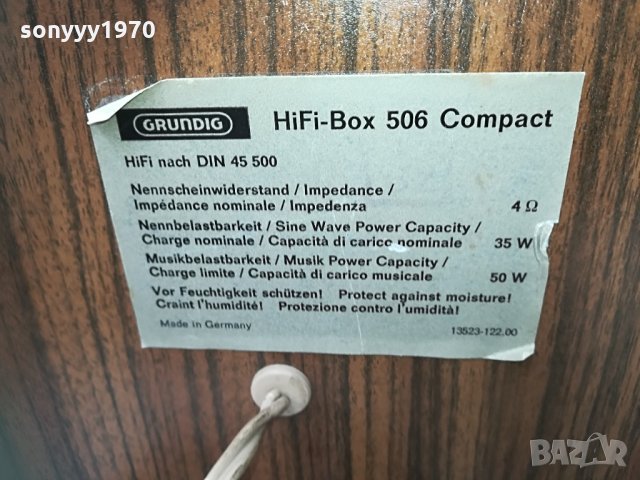 sonyyy1970
GRUNDIG HiFi-Box 506 Compact
HiFi nach DIN 45 500
Nennscheinwiderstand / Impedance /
Impédance nominale / Impedenza 4 Ω
Nennbelastbarkeit / Sine Wave Power Capacity /
Charge nominale / Capacità di carico nominale 35 W
Musikbelastbarkeit / Musik Power Capacity /
Charge limite / Capacità di carico musicale 50 W
Vor Feuchtigkeit schützen! Protect against moisture!
Craint l'humidité! Protezione contro l'umidità!
Made in Germany 13523-122.00
BAZAR